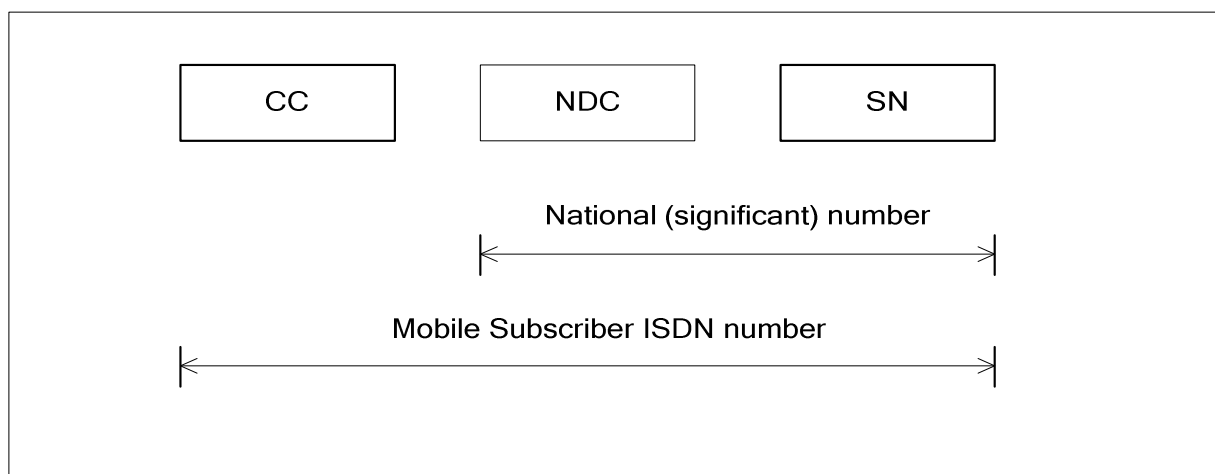 CC NDC SN
National (significant) number
Mobile Subscriber ISDN number